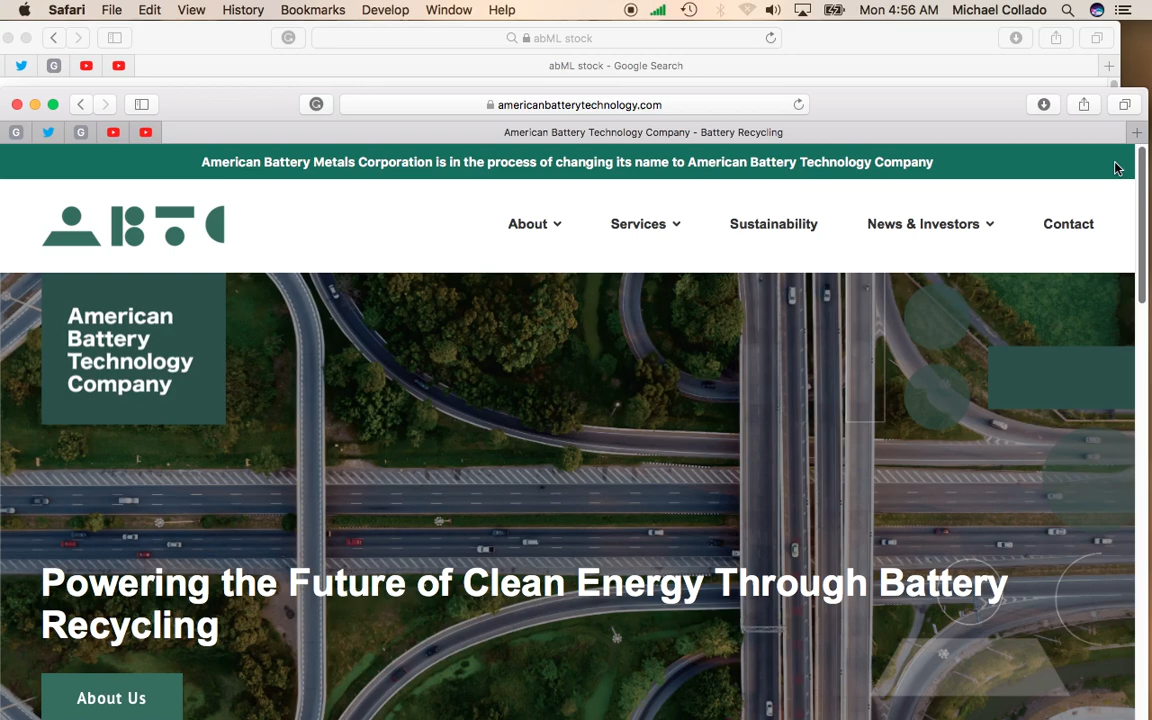 Safari File Edit View History Bookmarks Develop Window Help Mon 4:56 AM Michael Collado
abML stock
abML stock - Google Search
americanbatterytechnology.com
American Battery Technology Company - Battery Recycling
American Battery Metals Corporation is in the process of changing its name to American Battery Technology Company
ABTC
About Services Sustainability News & Investors Contact
American
Battery
Technology
Company
Powering the Future of Clean Energy Through Battery
Recycling
About Us